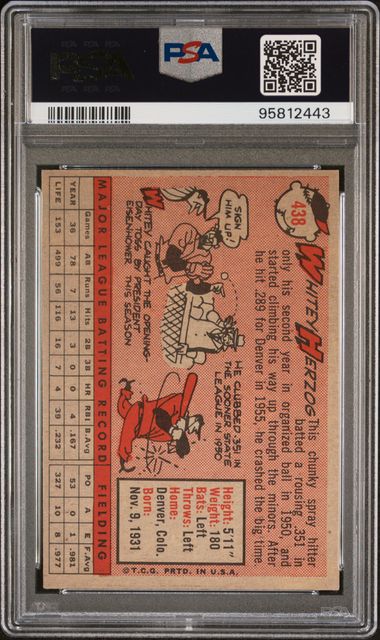 PSA
PSA
95812443
438
WHITEY HERZOG
This chunky spray hitter
batted a rousing .351 in
only his second year in organized ball in 1950, and
started climbing his way up through the minors. After
he hit .289 for Denver in 1955, he crashed the big time.
SIGN
HIM UP!
WHITEY CAUGHT THE OPENING-
DAY TOSS BY PRESIDENT
EISENHOWER THIS SEASON
HE CLUBBED .351 IN
THE SOONER STATE
LEAGUE IN 1950
Height: 5'11"
Weight: 180
Bats: Left
Throws: Left
Home:
Denver, Colo.
Born:
Nov. 9, 1931
MAJOR LEAGUE BATTING RECORD FIELDING
Games AB Runs Hits 2B 3B HR RBI B.Avg PO A E F.Avg
YEAR 36 78 7 13 3 0 0 4 .167 53 0 1 .981
LIFE 153 499 56 116 16 7 4 39 .232 327 10 8 .977
© T.C.G. PRTD. IN U.S.A.